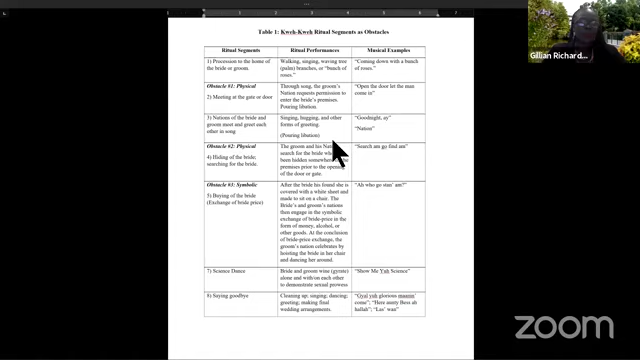 Table 1: Kweh-Kweh Ritual Segments as Obstacles
Ritual Segments
Ritual Performances
Musical Examples
1) Procession to the home
of the bride or groom.
Walking, singing, waving tree
(palm) branches, or "bunch of
roses."
"Coming down with a bunch
of roses."
Obstacle #1: Physical
2) Meeting at the gate or door
Through song, the groom's
Nation requests permission to
enter the bride's premises.
Pouring libation.
"Open the door let the man
come in"
3) Nations of the bride and
groom meet and greet each
other in song
Singing, hugging, and other
forms of greeting.
(Pouring libation)
"Goodnight, ay"
"Nation"
Obstacle #2: Physical
4) Hiding of the bride;
searching for the bride.
The groom and his
search for the bride
been hidden
premises prior to the opening
of the door or gate.
"Search am go find am"
Obstacle #3: Symbolic
5) Buying of the bride
(Exchange of bride price)
After the bride his found she is
covered with a white sheet and
made to sit on a chair. The
Bride's and groom's nations
then engage in the symbolic
exchange of bride-price in the
form of money, alcohol, or
other goods. At the conclusion
of bride-price exchange, the
groom's nation celebrates by
hoisting the bride in her chair
and dancing her around.
"Ah who go stan' am?"
7) Science Dance
Bride and groom wine (gyrate)
alone and with/on each other
to demonstrate sexual prowess
"Show Me Yuh Science"
8) Saying goodbye
Cleaning up; singing; dancing;
greeting; making final
wedding arrangements
"Gyal yuh glorious
come"; "Here aunty Bess ah
hallah"; "Las' wan"
Gillian Richard...
zoom